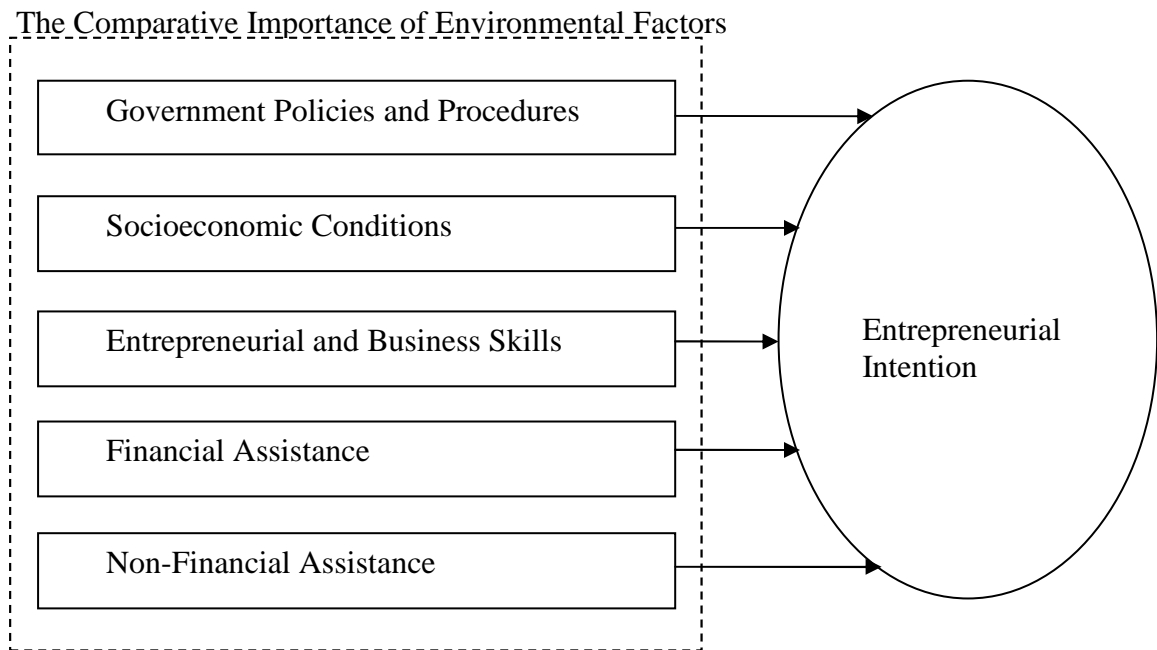 The Comparative Importance of Environmental Factors
Government Policies and Procedures
Socioeconomic Conditions
Entrepreneurial and Business Skills
Financial Assistance
Non-Financial Assistance
Entrepreneurial
Intention